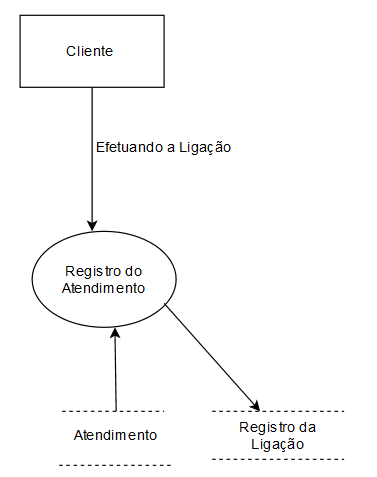 Cliente
Efetuando a Ligação
Registro do
Atendimento
Atendimento
Registro da
Ligação